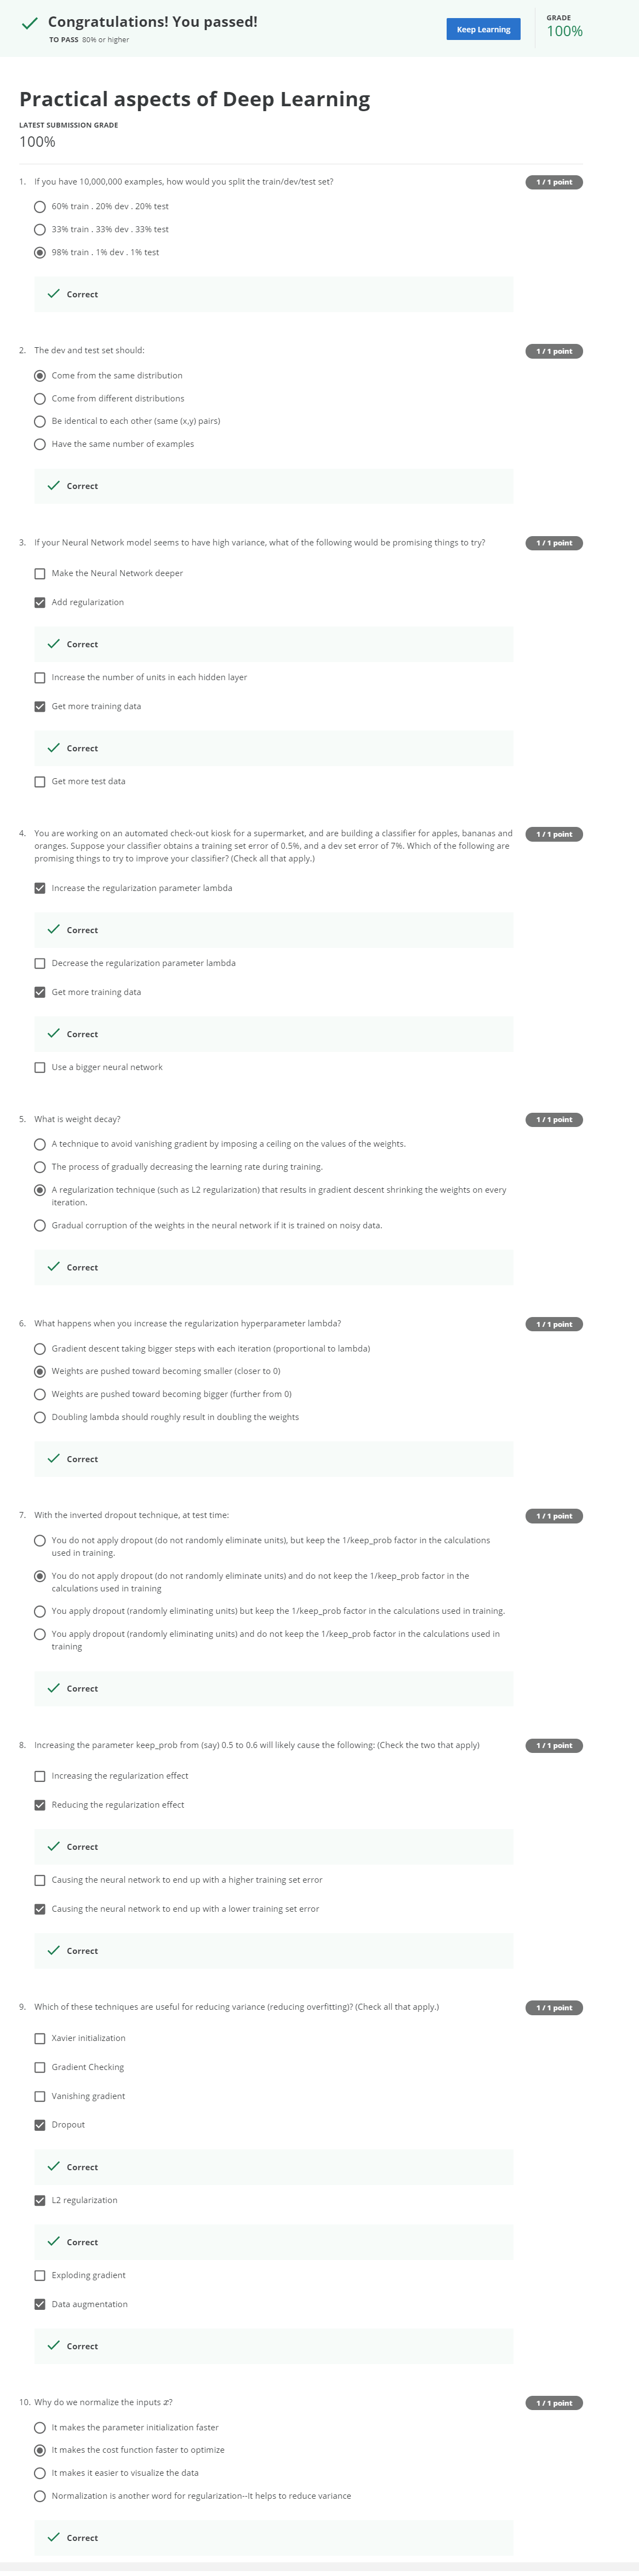 Congratulations! You passed!
TO PASS 80% or higher
Keep Learning
GRADE
100%
Practical aspects of Deep Learning
LATEST SUBMISSION GRADE
100%
1. If you have 10,000,000 examples, how would you split the train/dev/test set?
1 / 1 point
60% train . 20% dev . 20% test
33% train . 33% dev . 33% test
98% train . 1% dev . 1% test
Correct
2. The dev and test set should:
1 / 1 point
Come from the same distribution
Come from different distributions
Be identical to each other (same (x,y) pairs)
Have the same number of examples
Correct
3. If your Neural Network model seems to have high variance, what of the following would be promising things to try?
1 / 1 point
Make the Neural Network deeper
Add regularization
Correct
Increase the number of units in each hidden layer
Get more training data
Correct
Get more test data
4. You are working on an automated check-out kiosk for a supermarket, and are building a classifier for apples, bananas and
1 / 1 point
oranges. Suppose your classifier obtains a training set error of 0.5%, and a dev set error of 7%. Which of the following are
promising things to try to improve your classifier? (Check all that apply.)
Increase the regularization parameter lambda
Correct
Decrease the regularization parameter lambda
Get more training data
Correct
Use a bigger neural network
5. What is weight decay?
1 / 1 point
A technique to avoid vanishing gradient by imposing a ceiling on the values of the weights.
The process of gradually decreasing the learning rate during training.
A regularization technique (such as L2 regularization) that results in gradient descent shrinking the weights on every
iteration.
Gradual corruption of the weights in the neural network if it is trained on noisy data.
Correct
6. What happens when you increase the regularization hyperparameter lambda?
1 / 1 point
Gradient descent taking bigger steps with each iteration (proportional to lambda)
Weights are pushed toward becoming smaller (closer to 0)
Weights are pushed toward becoming bigger (further from 0)
Doubling lambda should roughly result in doubling the weights
Correct
7. With the inverted dropout technique, at test time:
1 / 1 point
You do not apply dropout (do not randomly eliminate units), but keep the 1/keep_prob factor in the calculations
used in training.
You do not apply dropout (do not randomly eliminate units) and do not keep the 1/keep_prob factor in the
calculations used in training
You apply dropout (randomly eliminating units) but keep the 1/keep_prob factor in the calculations used in training.
You apply dropout (randomly eliminating units) and do not keep the 1/keep_prob factor in the calculations used in
training
Correct
8. Increasing the parameter keep_prob from (say) 0.5 to 0.6 will likely cause the following: (Check the two that apply)
1 / 1 point
Increasing the regularization effect
Reducing the regularization effect
Correct
Causing the neural network to end up with a higher training set error
Causing the neural network to end up with a lower training set error
Correct
9. Which of these techniques are useful for reducing variance (reducing overfitting)? (Check all that apply.)
1 / 1 point
Xavier initialization
Gradient Checking
Vanishing gradient
Dropout
Correct
L2 regularization
Correct
Exploding gradient
Data augmentation
Correct
10. Why do we normalize the inputs x?
1 / 1 point
It makes the parameter initialization faster
It makes the cost function faster to optimize
It makes it easier to visualize the data
Normalization is another word for regularization--It helps to reduce variance
Correct